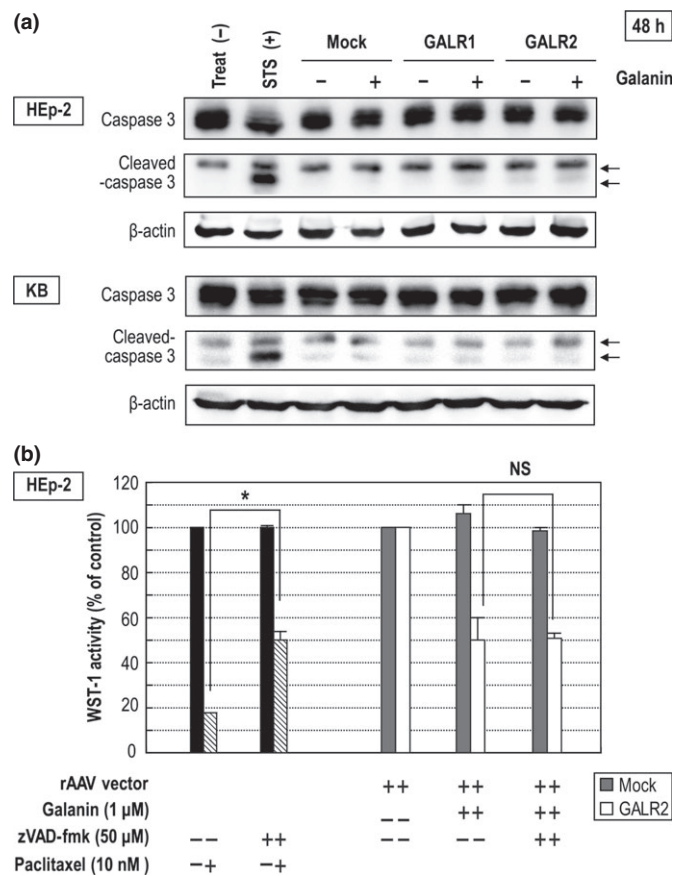 (a)
48 h
Treat (–) STS (+) Mock GALR1 GALR2
– + – + – + Galanin
HEp-2 Caspase 3
Cleaved
-caspase 3
β-actin
KB Caspase 3
Cleaved-
caspase 3
β-actin
(b)
HEp-2
WST-1 activity (% of control)
120
100
80
60
40
20
0
* NS
rAAV vector ++ ++ ++
Galanin (1 µM) –– ++ ++
zVAD-fmk (50 µM) –– ++ –– –– ++
Paclitaxel (10 nM) –+ –+
Mock
GALR2